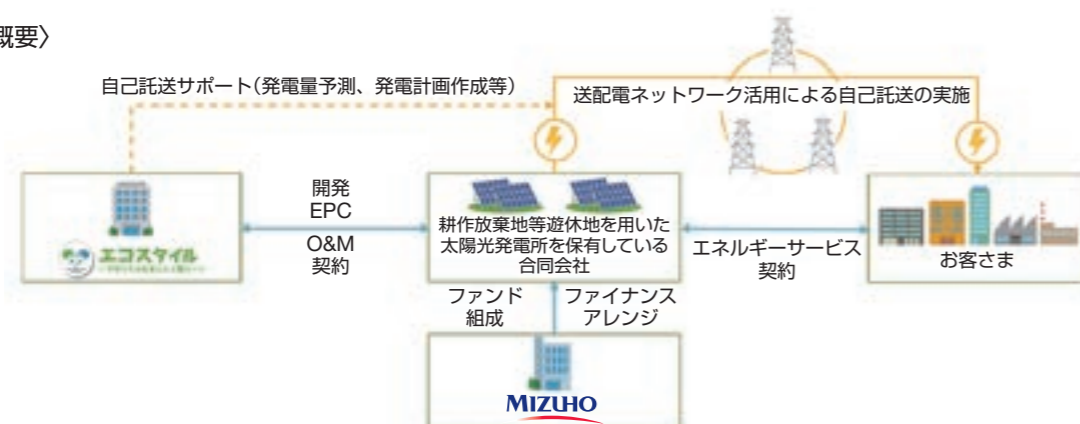 概要〉
自己託送サポート(発電量予測、発電計画作成等)
送配電ネットワーク活用による自己託送の実施
開発
EPC
O&M
契約
エコスタイル
耕作放棄地等遊休地を用いた
太陽光発電所を保有している
合同会社
エネルギーサービス
契約
お客さま
ファンド
組成
ファイナンス
アレンジ
MIZUHO